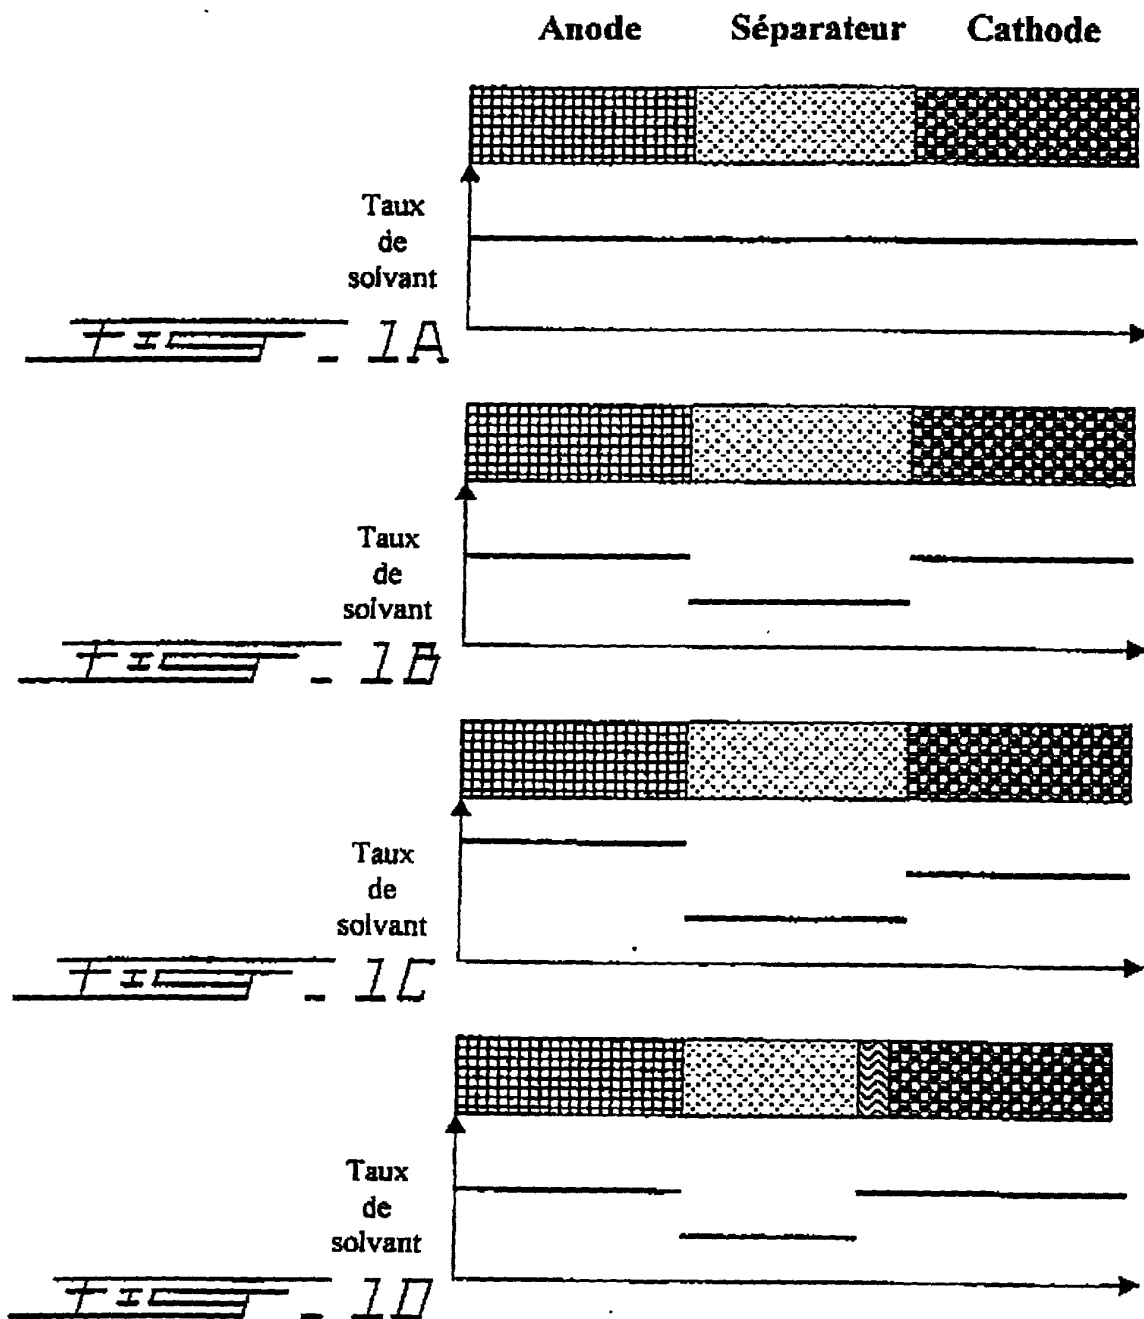 Anode Séparateur Cathode
Taux
de
solvant
FIG - 1A
Taux
de
solvant
FIG - 1B
Taux
de
solvant
FIG - 1C
Taux
de
solvant
FIG - 1D